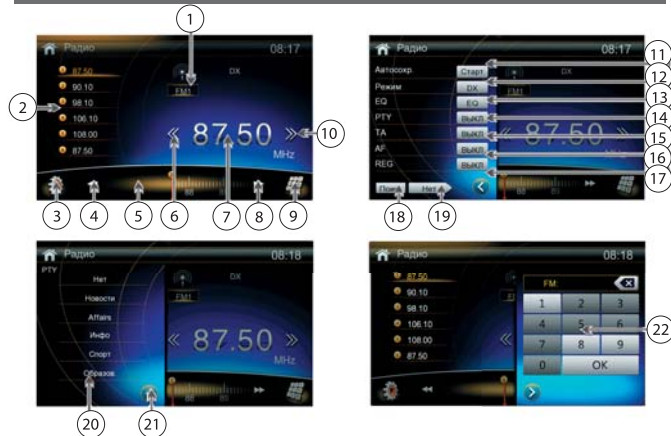 1
Радио 08:17
DX
FM1
87.50
90.10
98.10
106.10
108.00
87.50
87.50
MHz
2
10
3
4
5
6
7
8
9
Радио 08:17
Автосохр. Старт
Режим DX
EQ EQ
PTY ВЫКЛ
TA ВЫКЛ
AF ВЫКЛ
REG ВЫКЛ
Нет
DX
87.50
MHz
11
12
13
14
15
16
17
18
19
Радио 08:18
PTY
Нет
Новости
Affairs
Инфо
Спорт
Образов.
DX
FM1
87.50
MHz
88
20
21
Радио 08:18
87.50
90.10
98.10
106.10
108.00
87.50
FM:
1 2 3
4 5 6
7 8 9
0 OK
22